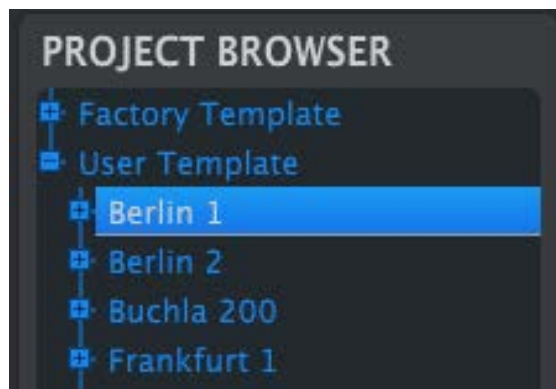 PROJECT BROWSER
Factory Template
User Template
Berlin 1
Berlin 2
Buchla 200
Frankfurt 1